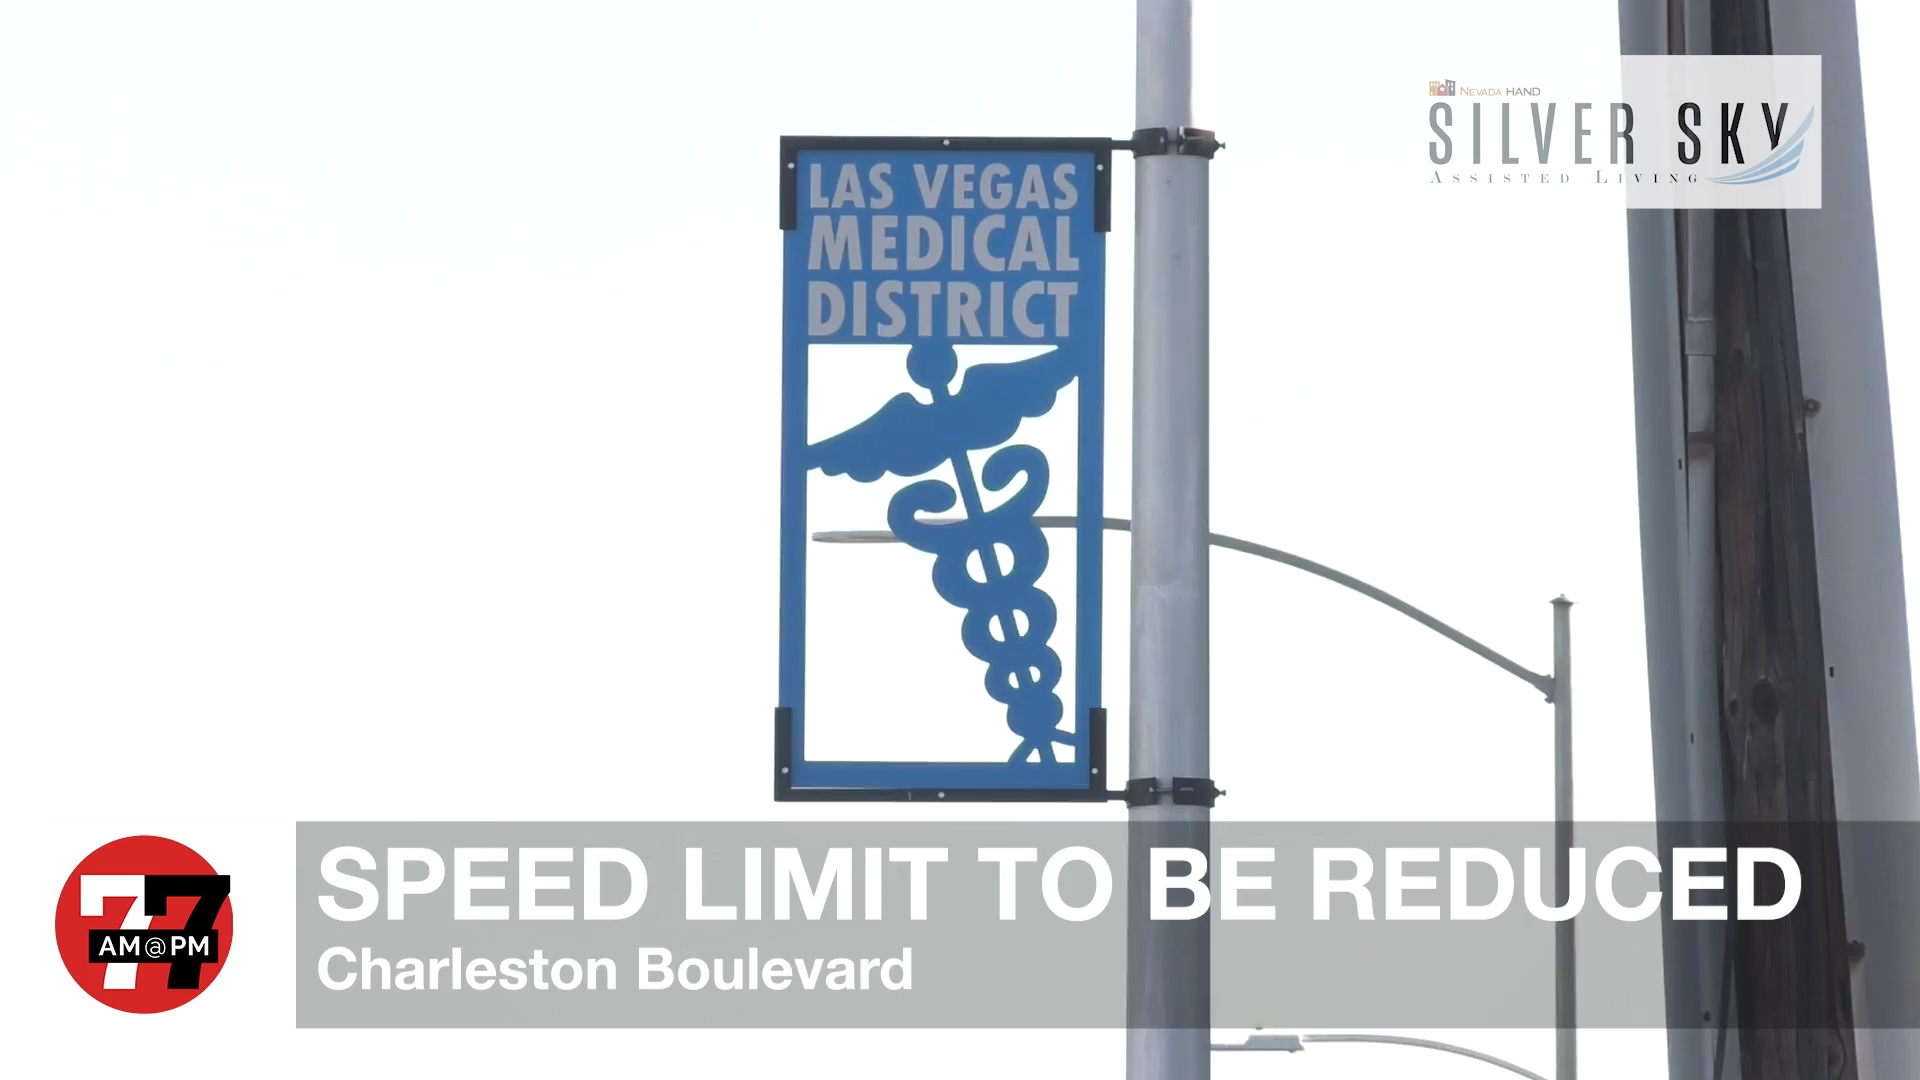 NEVADA HAND
SILVER SKY
ASSISTED LIVING
LAS VEGAS
MEDICAL
DISTRICT
77
AM@PM
SPEED LIMIT TO BE REDUCED
Charleston Boulevard